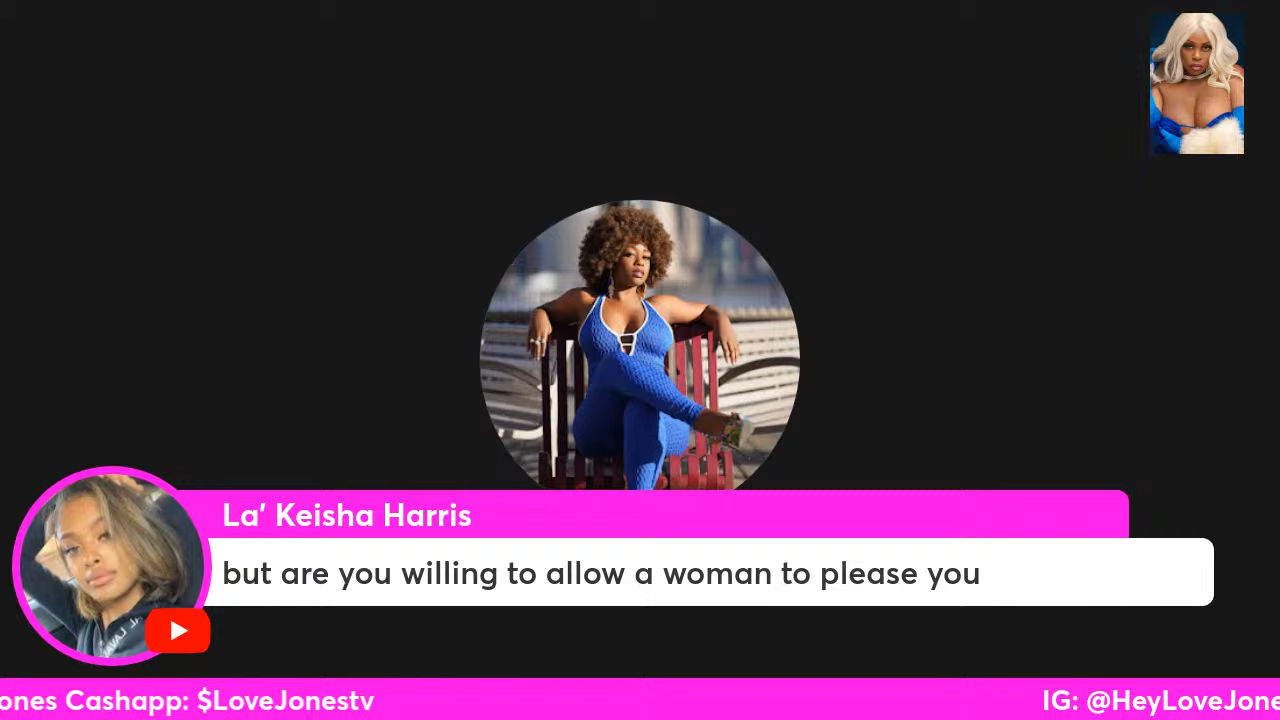 La' Keisha Harris
but are you willing to allow a woman to please you
ones Cashapp: $LoveJonestv
IG: @HeyLoveJone